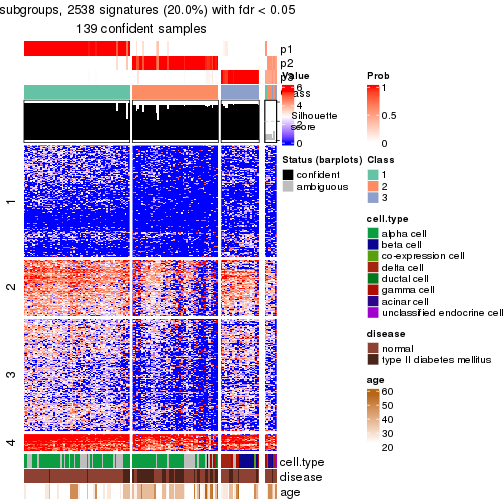 subgroups, 2538 signatures (20.0%) with fdr < 0.05
139 confident samples
p1
p2
p3
Class
Silhouette
score
1
2
3
4
cell.type
disease
age
Value
6
4
2
0
Prob
1
0.5
0
Status (barplots)
confident
ambiguous
Class
1
2
3
cell.type
alpha cell
beta cell
co-expression cell
delta cell
ductal cell
gamma cell
acinar cell
unclassified endocrine cell
disease
normal
type II diabetes mellitus
age
60
50
40
30
20